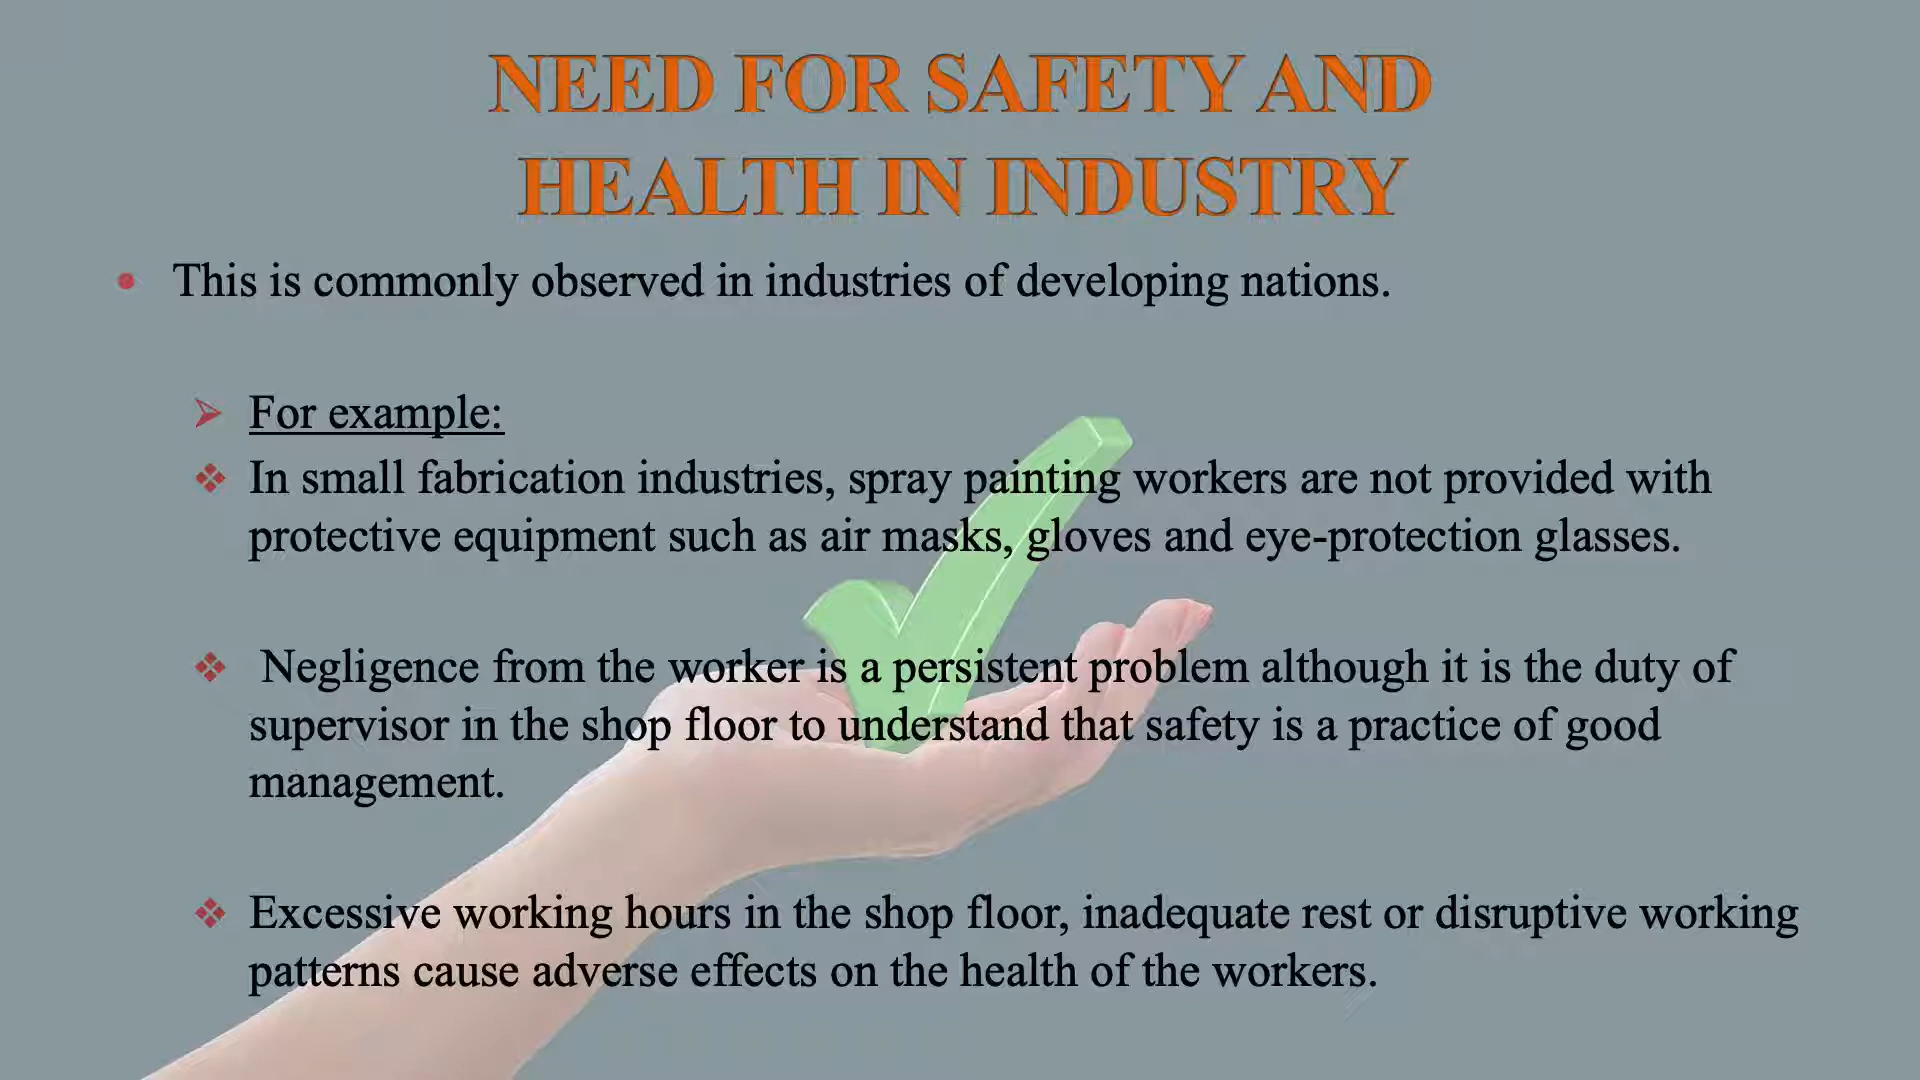 NEED FOR SAFETY AND
HEALTH IN INDUSTRY
• This is commonly observed in industries of developing nations.
➢ For example:
❖ In small fabrication industries, spray painting workers are not provided with
protective equipment such as air masks, gloves and eye-protection glasses.
❖ Negligence from the worker is a persistent problem although it is the duty of
supervisor in the shop floor to understand that safety is a practice of good
management.
❖ Excessive working hours in the shop floor, inadequate rest or disruptive working
patterns cause adverse effects on the health of the workers.